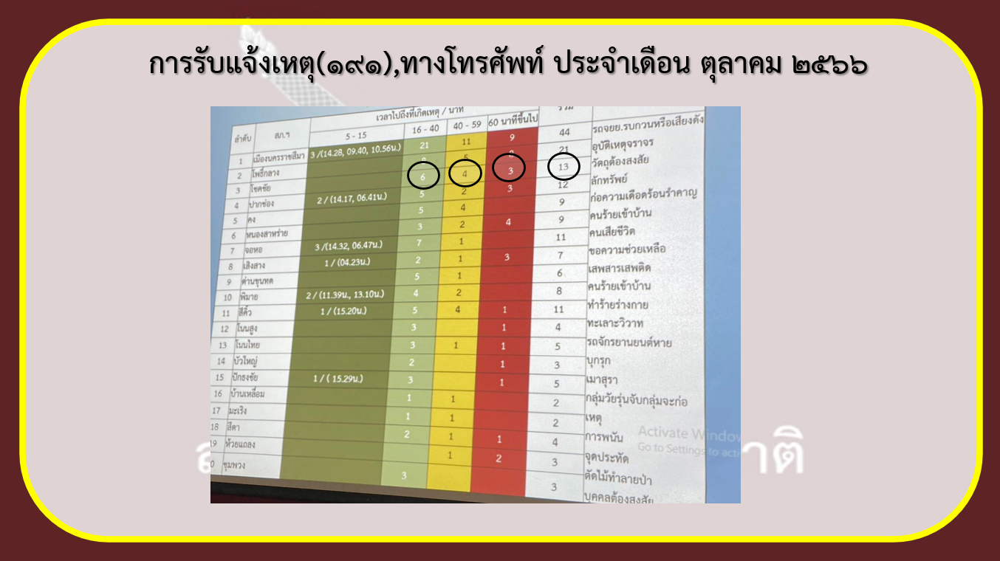 การรับแจ้งเหตุ(๑๙๑),ทางโทรศัพท์ ประจำเดือน ตุลาคม ๒๕๖๖
ลำดับ สภ.ฯ เวลาไปถึงที่เกิดเหตุ / นาที รวม
5 - 15 16 - 40 40 - 59 60 นาทีขึ้นไป
1 เมืองนครราชสีมา 3 /(14.28, 09.40, 10.56น.) 21 11 9 44 รถจยย.รบกวนหรือเสียงดัง
2 โพธิ์กลาง 8 5 8 21 อุบัติเหตุจราจร
3 โชคชัย 6 4 3 13 วัตถุต้องสงสัย
4 ปากช่อง 2 / (14.17, 06.41น.) 5 2 3 12 ลักทรัพย์
5 คง 5 4 9 ก่อความเดือดร้อนรำคาญ
6 หนองสาหร่าย 3 2 4 9 คนร้ายเข้าบ้าน
7 จอหอ 3 /(14.32, 06.47น.) 7 1 11 คนเสียชีวิต
8 เสิงสาง 1 / (04.23น.) 2 1 3 7 ขอความช่วยเหลือ
9 ด่านขุนทด 5 1 6 เสพสารเสพติด
10 พิมาย 2 / (11.39น., 13.10น.) 4 2 8 คนร้ายเข้าบ้าน
11 สีคิ้ว 1 / (15.20น.) 5 4 1 11 ทำร้ายร่างกาย
12 โนนสูง 3 1 4 ทะเลาะวิวาท
13 โนนไทย 3 1 1 5 รถจักรยานยนต์หาย
14 บัวใหญ่ 2 1 3 บุกรุก
15 ปักธงชัย 1 / ( 15.29น.) 3 1 5 เมาสุรา
16 บ้านเหลื่อม 1 1 2 กลุ่มวัยรุ่นจับกลุ่มจะก่อ
เหตุ
17 มะเริง 1 1 2 การพนัน
18 สีดา 2 1 1 4 จุดประทัด
19 ห้วยแถลง 1 2 3 ตัดไม้ทำลายป่า
0 ชุมพวง 3 3 บุคคลต้องสงสัย
Activate Window
Go to Settings to acti
ส าติ